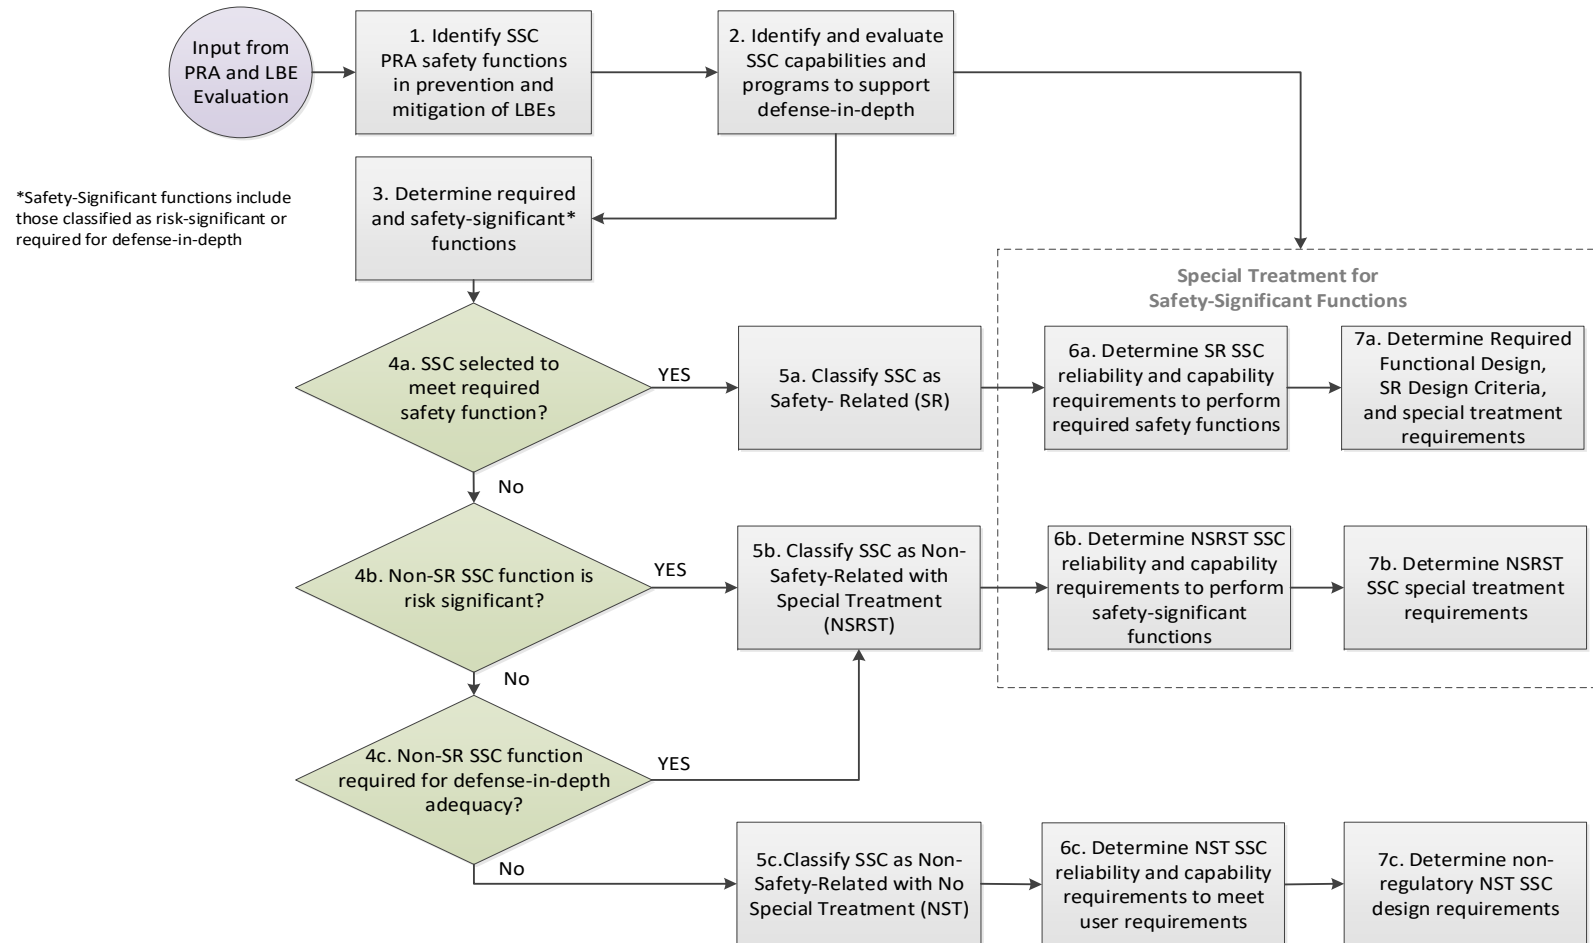 Input from
PRA and LBE
Evaluation
1. Identify SSC
PRA safety functions
in prevention and
mitigation of LBEs
2. Identify and evaluate
SSC capabilities and
programs to support
defense-in-depth
*Safety-Significant functions include
those classified as risk-significant or
required for defense-in-depth
3. Determine required
and safety-significant*
functions
Special Treatment for
Safety-Significant Functions
4a. SSC selected to
meet required
safety function?
YES
5a. Classify SSC as
Safety- Related (SR)
6a. Determine SR SSC
reliability and capability
requirements to perform
required safety functions
7a. Determine Required
Functional Design,
SR Design Criteria,
and special treatment
requirements
No
4b. Non-SR SSC function is
risk significant?
YES
5b. Classify SSC as Non-
Safety-Related with
Special Treatment
(NSRST)
6b. Determine NSRST SSC
reliability and capability
requirements to perform
safety-significant
functions
7b. Determine NSRST
SSC special treatment
requirements
No
4c. Non-SR SSC function
required for defense-in-depth
adequacy?
YES
No
5c.Classify SSC as Non-
Safety-Related with No
Special Treatment (NST)
6c. Determine NST SSC
reliability and capability
requirements to meet
user requirements
7c. Determine non-
regulatory NST SSC
design requirements